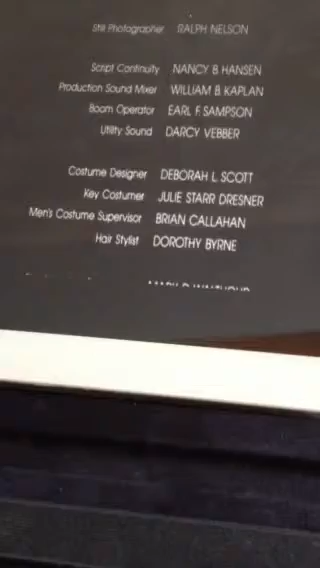 Still Photographer RALPH NELSON
Script Continuity NANCY B. HANSEN
Production Sound Mixer WILLIAM B. KAPLAN
Boom Operator EARL F. SAMPSON
Utility Sound DARCY VEBBER
Costume Designer DEBORAH L. SCOTT
Key Costumer JULIE STARR DRESNER
Men's Costume Supervisor BRIAN CALLAHAN
Hair Stylist DOROTHY BYRNE